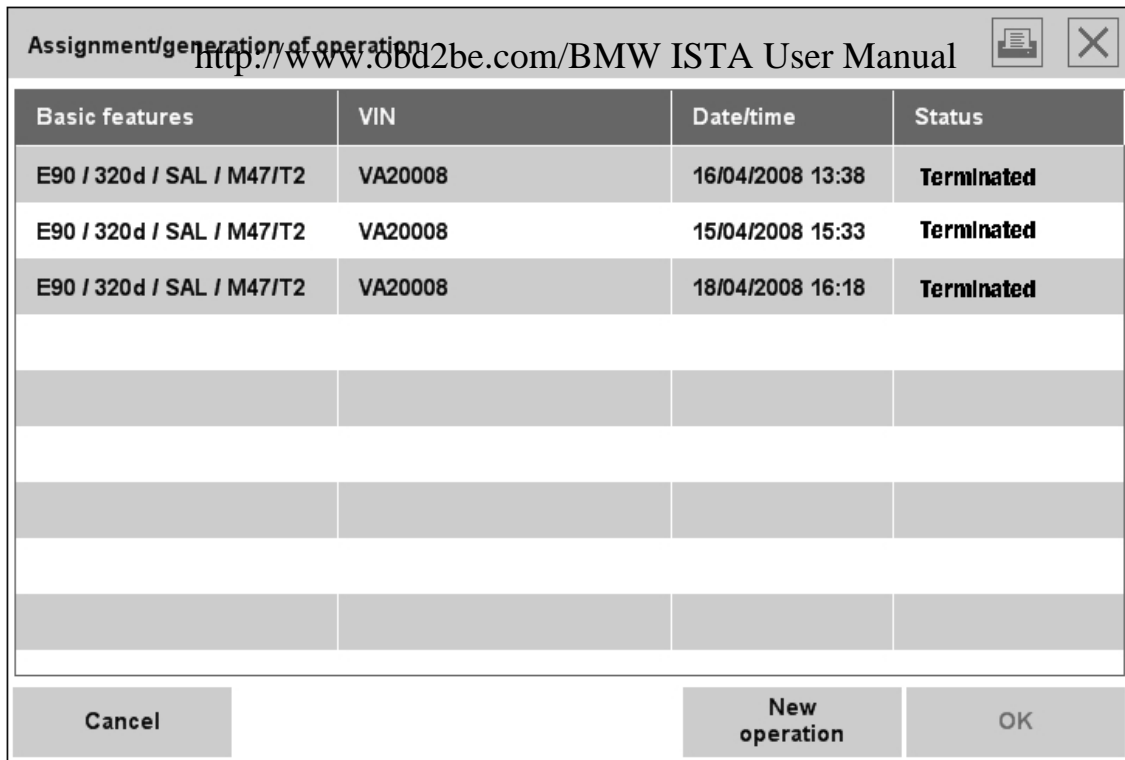 Assignment/generation of operation
http://www.obd2be.com/BMW ISTA User Manual
Basic features VIN Date/time Status
E90 / 320d / SAL / M47/T2 VA20008 16/04/2008 13:38 Terminated
E90 / 320d / SAL / M47/T2 VA20008 15/04/2008 15:33 Terminated
E90 / 320d / SAL / M47/T2 VA20008 18/04/2008 16:18 Terminated
Cancel
New
operation
OK